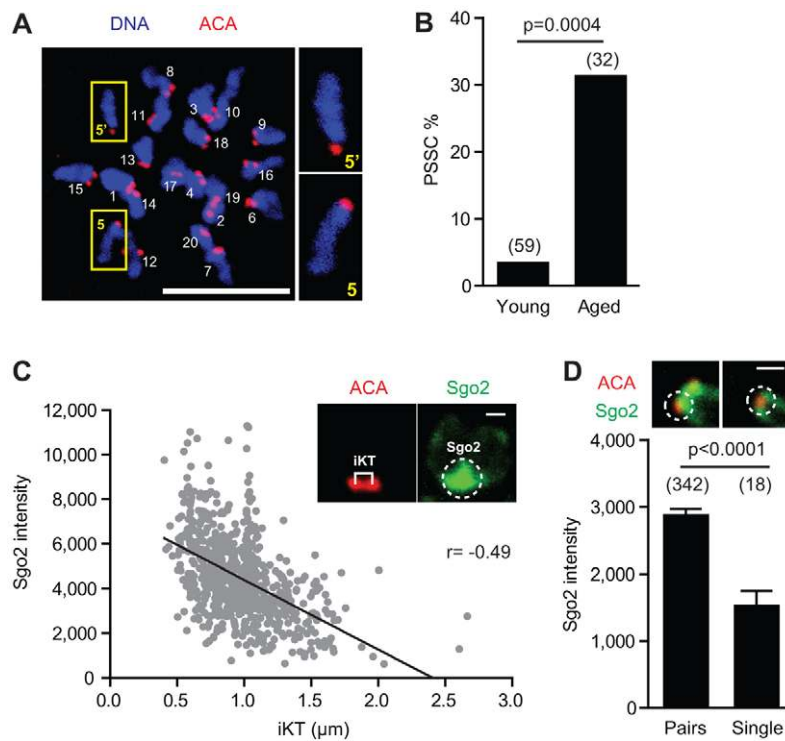 A
DNA ACA
8
5'
11
3
10
9
18
13
15
17
4
16
1
14
19
2
6
5
20
12
7
5'
5
B
p=0.0004
(32)
(59)
PSSC %
40
30
20
10
0
Young Aged
C
ACA Sgo2
iKT
Sgo2
r= -0.49
Sgo2 intensity
12,000
10,000
8,000
6,000
4,000
2,000
0
0.0 0.5 1.0 1.5 2.0 2.5 3.0
iKT (µm)
D
ACA
Sgo2
p<0.0001
(342) (18)
Sgo2 intensity
4,000
3,000
2,000
1,000
0
Pairs Single